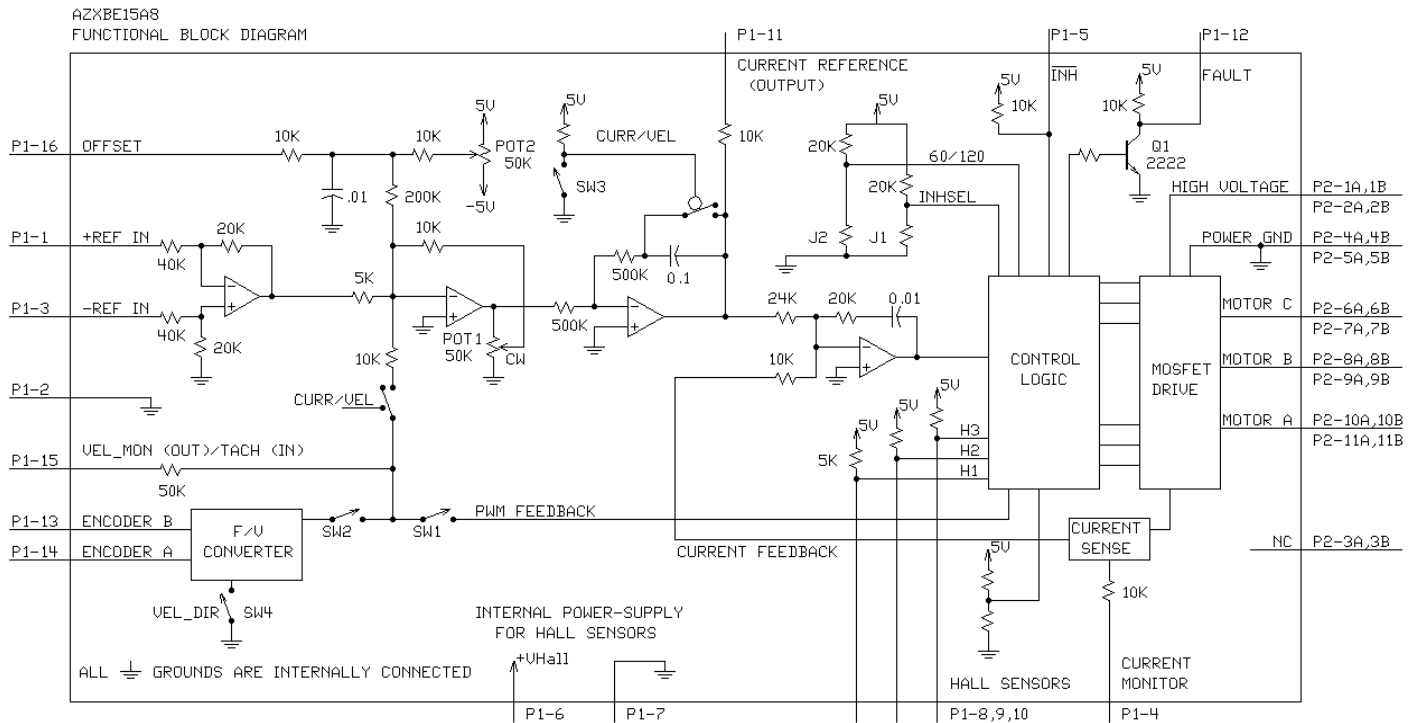 AZXBE15A8
FUNCTIONAL BLOCK DIAGRAM
P1-11
P1-5
P1-12
CURRENT REFERENCE
(OUTPUT)
INH
FAULT
5V
5V
10K
10K
5V
5V
5V
10K
10K
POT2
50K
-5V
CURR/VEL
SW3
10K
20K
60/120
20K
INHSEL
J2
J1
Q1
2222
P1-16
OFFSET
.01
200K
HIGH VOLTAGE
P2-1A,1B
P2-2A,2B
P1-1
+REF IN
20K
40K
10K
500K
0.1
POWER GND
P2-4A,4B
P2-5A,5B
5K
24K
20K
0.01
P1-3
-REF IN
40K
20K
POT1
50K
CW
500K
MOTOR C
P2-6A,6B
P2-7A,7B
10K
10K
CONTROL
LOGIC
MOSFET
DRIVE
MOTOR B
P2-8A,8B
P2-9A,9B
P1-2
CURR/VEL
5V
5V
5V
MOTOR A
P2-10A,10B
P2-11A,11B
P1-15
VEL_MON (OUT)/TACH (IN)
50K
5K
H3
H2
H1
P1-13
ENCODER B
P1-14
ENCODER A
F/V
CONVERTER
SW2
SW1
PWM FEEDBACK
CURRENT FEEDBACK
CURRENT
SENSE
NC
P2-3A,3B
5V
10K
VEL_DIR
SW4
INTERNAL POWER-SUPPLY
FOR HALL SENSORS
+VHall
ALL GROUNDS ARE INTERNALLY CONNECTED
HALL SENSORS
CURRENT
MONITOR
P1-6
P1-7
P1-8,9,10
P1-4